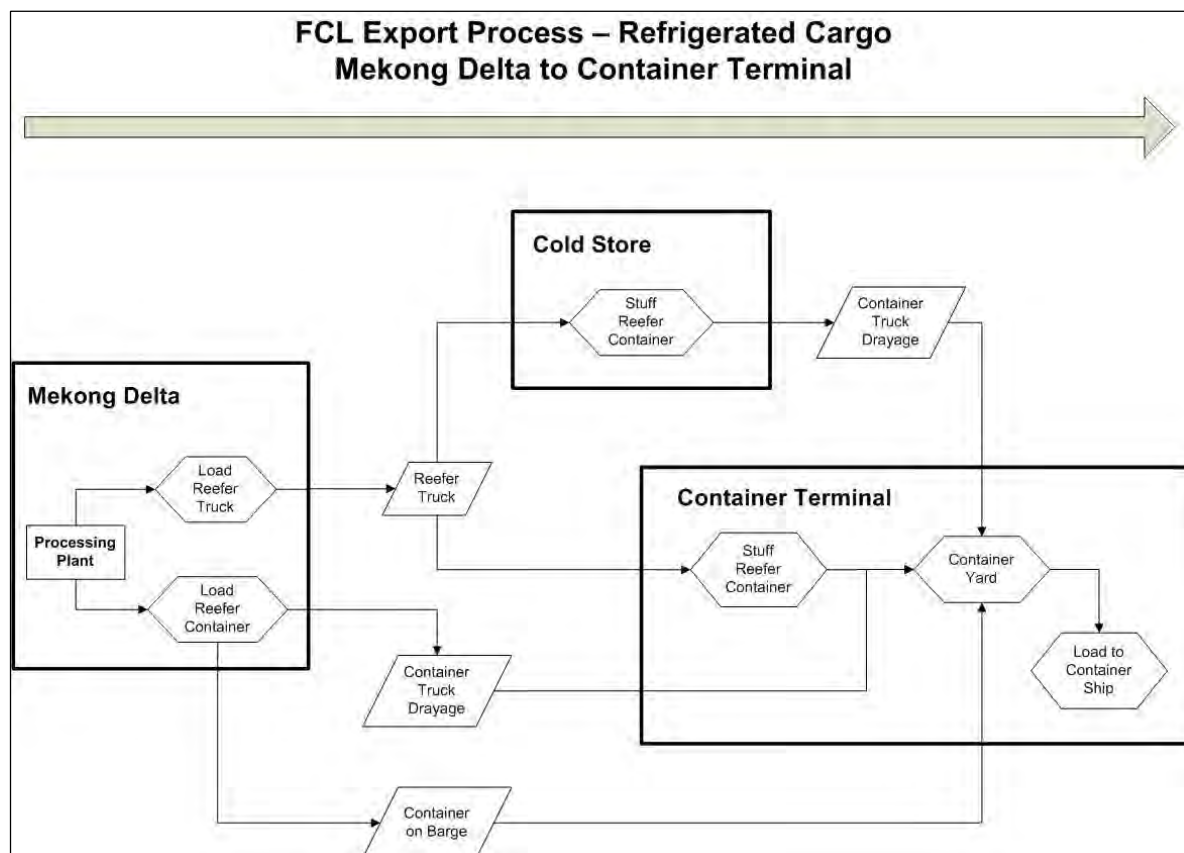 FCL Export Process – Refrigerated Cargo
Mekong Delta to Container Terminal
Cold Store
Stuff
Reefer
Container
Container
Truck
Drayage
Mekong Delta
Load
Reefer
Truck
Reefer
Truck
Processing
Plant
Load
Reefer
Container
Container Terminal
Stuff
Reefer
Container
Container
Yard
Container
Truck
Drayage
Load to
Container
Ship
Container
on Barge